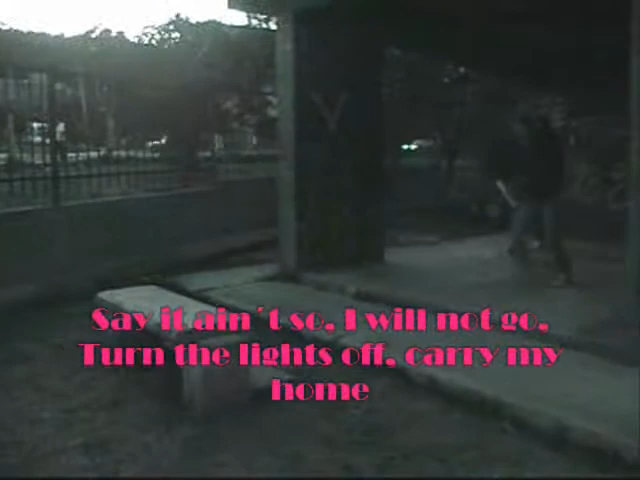 Say it ain´t so, I will not go,
Turn the lights off, carry my
home